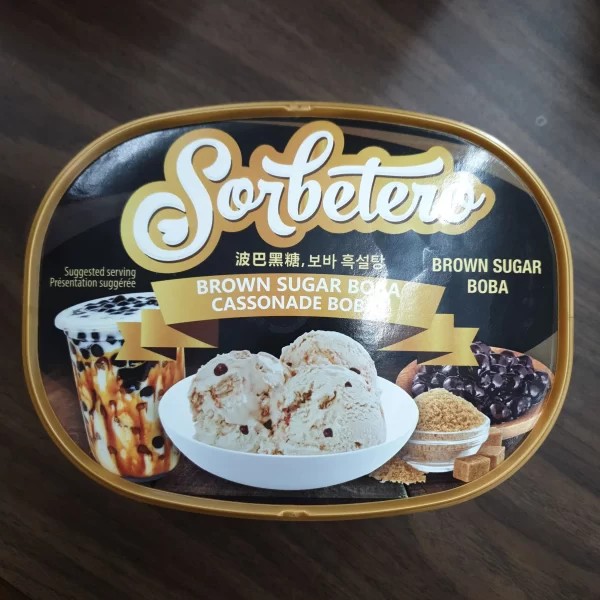 Sorbetero
波巴黑糖, 보바 흑설탕
BROWN SUGAR BOBA
CASSONADE BOBA
BROWN SUGAR
BOBA
Suggested serving
Présentation suggérée